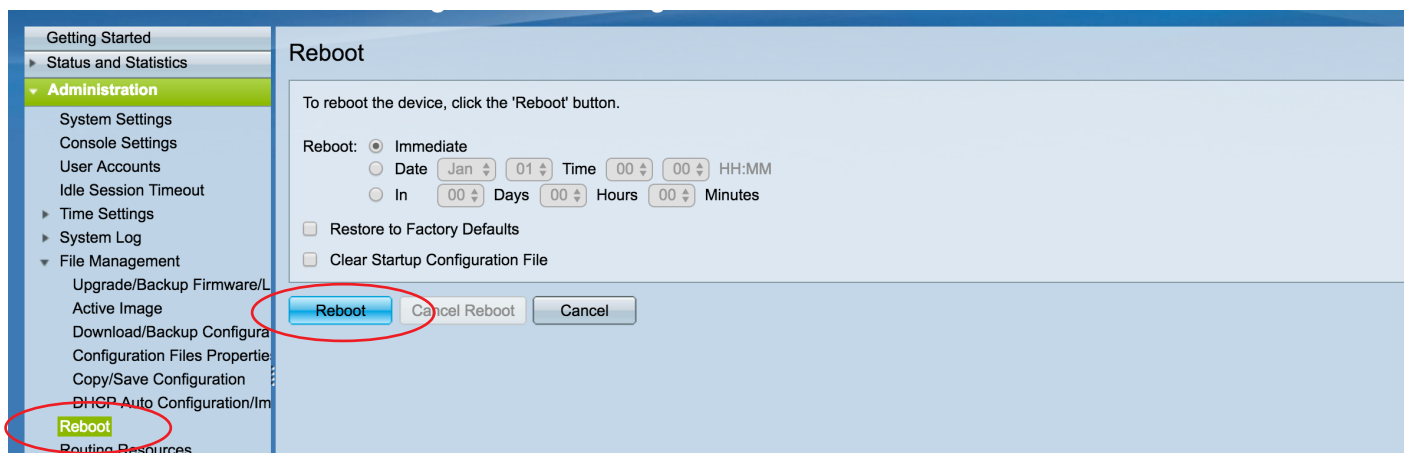 Getting Started
Status and Statistics
Administration
System Settings
Console Settings
User Accounts
Idle Session Timeout
Time Settings
System Log
File Management
Upgrade/Backup Firmware/L
Active Image
Download/Backup Configura
Configuration Files Propertie
Copy/Save Configuration
DHCP Auto Configuration/Im
Reboot
Routing Resources
Reboot
To reboot the device, click the 'Reboot' button.
Reboot: Immediate
Date Jan 01 Time 00 00 HH:MM
In 00 Days 00 Hours 00 Minutes
Restore to Factory Defaults
Clear Startup Configuration File
Reboot Cancel Reboot Cancel